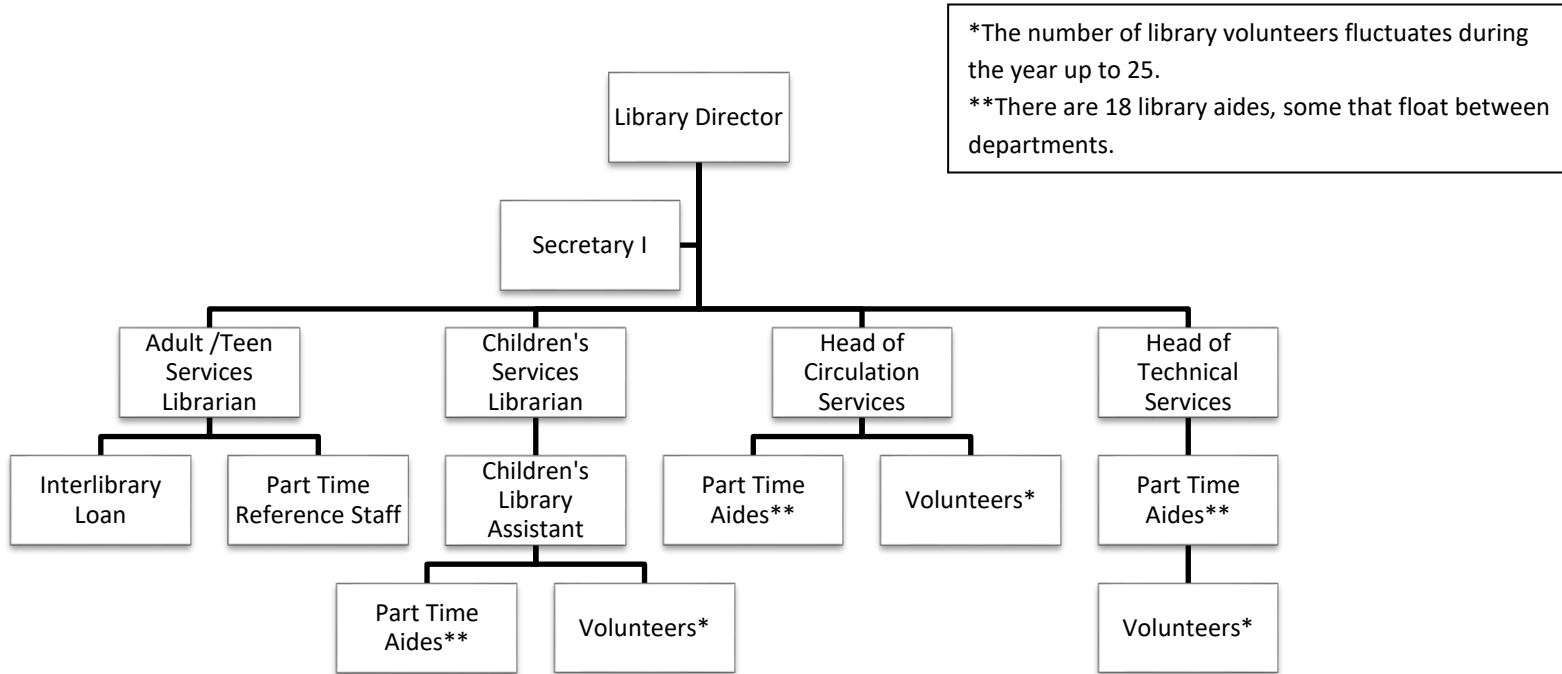 *The number of library volunteers fluctuates during
the year up to 25.
**There are 18 library aides, some that float between
departments.
Library Director
Secretary I
Adult /Teen
Services
Librarian
Children's
Services
Librarian
Head of
Circulation
Services
Head of
Technical
Services
Interlibrary
Loan
Part Time
Reference Staff
Children's
Library
Assistant
Part Time
Aides**
Volunteers*
Part Time
Aides**
Part Time
Aides**
Volunteers*
Volunteers*